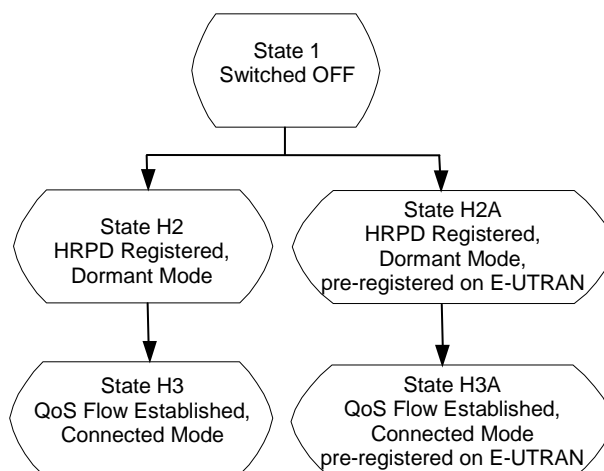 State 1
Switched OFF
State H2
HRPD Registered,
Dormant Mode
State H2A
HRPD Registered,
Dormant Mode,
pre-registered on E-UTRAN
State H3
QoS Flow Established,
Connected Mode
State H3A
QoS Flow Established,
Connected Mode
pre-registered on E-UTRAN